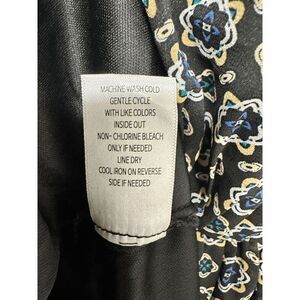 MACHINE WASH COLD
GENTLE CYCLE
WITH LIKE COLORS
INSIDE OUT
NON- CHLORINE BLEACH
ONLY IF NEEDED
LINE DRY
COOL IRON ON REVERSE
SIDE IF NEEDED